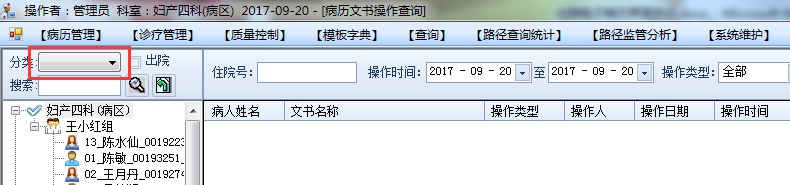 操作者：管理员 科室：妇产四科(病区) 2017-09-20 - [病历文书操作查询]
【病历管理】 【诊疗管理】 【质量控制】 【模板字典】 【查询】 【路径查询统计】 【路径监管分析】 【系统维护】
分类: 出院
搜索:
住院号: 操作时间: 2017 - 09 - 20 至 2017 - 09 - 20 操作类型: 全部
病人姓名 文书名称 操作类型 操作人 操作日期 操作时间
妇产四科(病区)
王小红组
13_陈水仙_0019223
01_陈敏_00193251_
02_王月丹_0019274